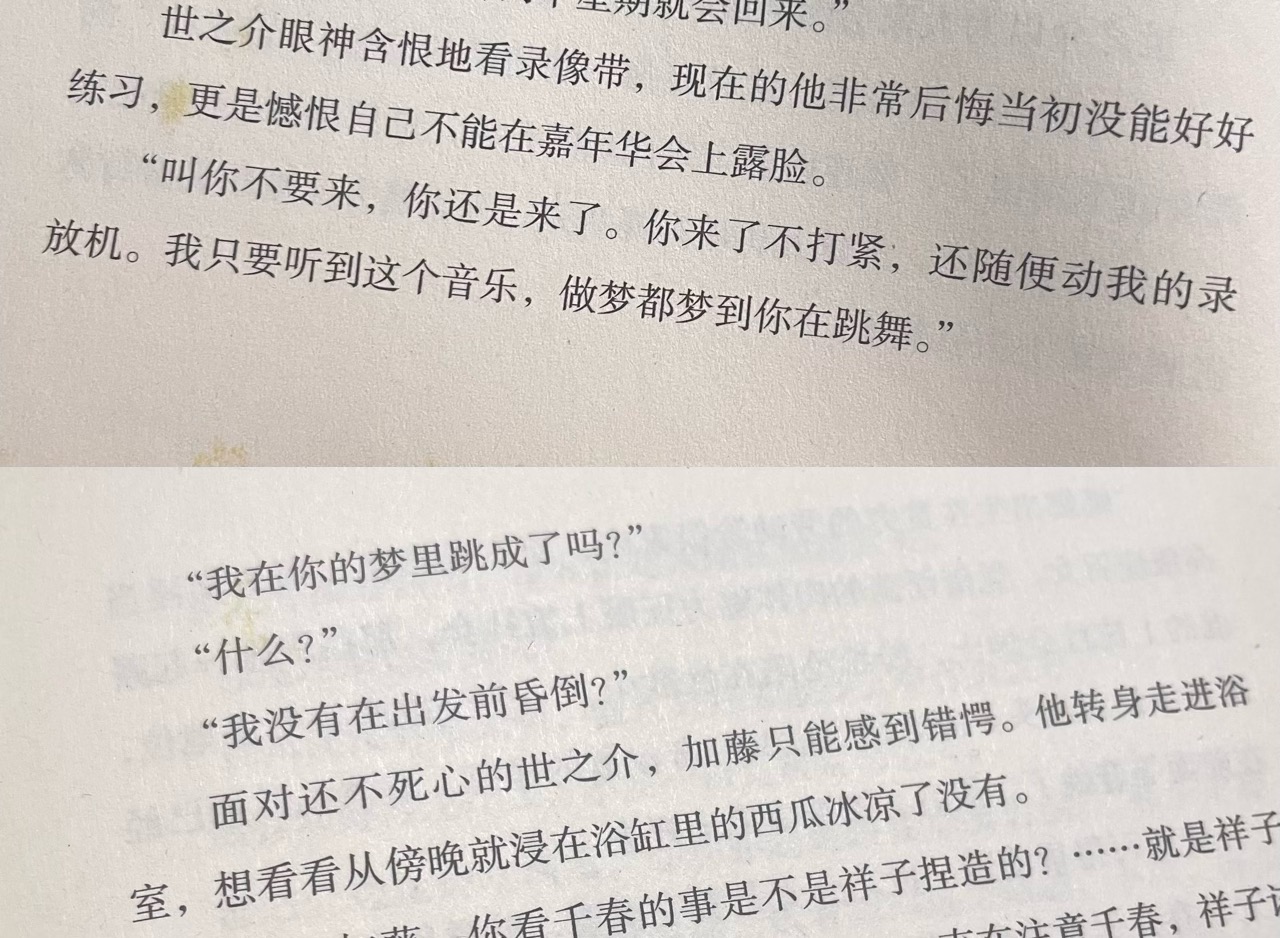 星期就会回来。”
世之介眼神含恨地看录像带，现在的他非常后悔当初没能好好
练习，更是憾恨自己不能在嘉年华会上露脸。
“叫你不要来，你还是来了。你来了不打紧，还随便动我的录
放机。我只要听到这个音乐，做梦都梦到你在跳舞。”
“我在你的梦里跳成了吗？”
“什么？”
“我没有在出发前昏倒？”
面对还不死心的世之介，加藤只能感到错愕。他转身走进浴
室，想看看从傍晚就浸在浴缸里的西瓜冰凉了没有。
你看千春的事是不是祥子捏造的？……就是祥子
在注意千春，祥子